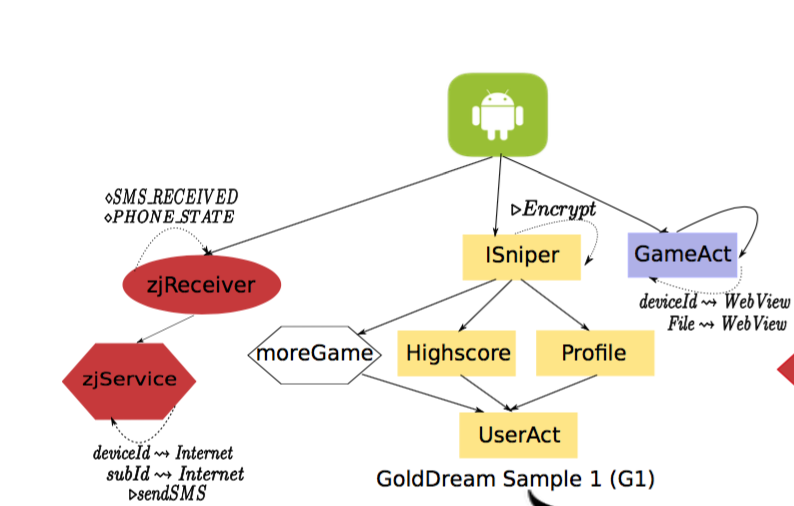 ◇SMS_RECEIVED
◇PHONE_STATE
▷Encrypt
zjReceiver
ISniper
GameAct
deviceId ⇝ WebView
File ⇝ WebView
moreGame
Highscore
Profile
zjService
UserAct
deviceId ⇝ Internet
subId ⇝ Internet
▷sendSMS
GoldDream Sample 1 (G1)